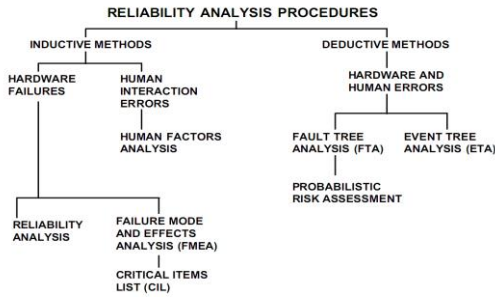 RELIABILITY ANALYSIS PROCEDURES
INDUCTIVE METHODS
DEDUCTIVE METHODS
HARDWARE
FAILURES
HUMAN
INTERACTION
ERRORS
HARDWARE AND
HUMAN ERRORS
HUMAN FACTORS
ANALYSIS
FAULT TREE
ANALYSIS (FTA)
EVENT TREE
ANALYSIS (ETA)
PROBABILISTIC
RISK ASSESSMENT
RELIABILITY
ANALYSIS
FAILURE MODE
AND EFFECTS
ANALYSIS (FMEA)
CRITICAL ITEMS
LIST (CIL)